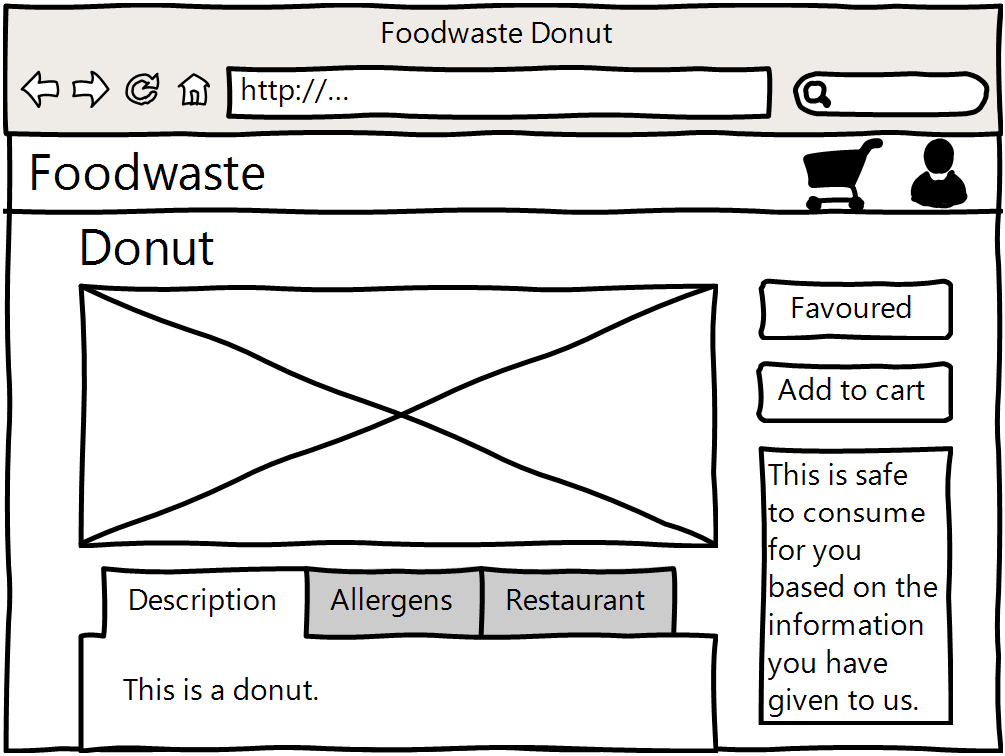 Foodwaste Donut
http://...
Foodwaste
Donut
Favoured
Add to cart
This is safe
to consume
for you
based on the
information
you have
given to us.
Description
Allergens
Restaurant
This is a donut.